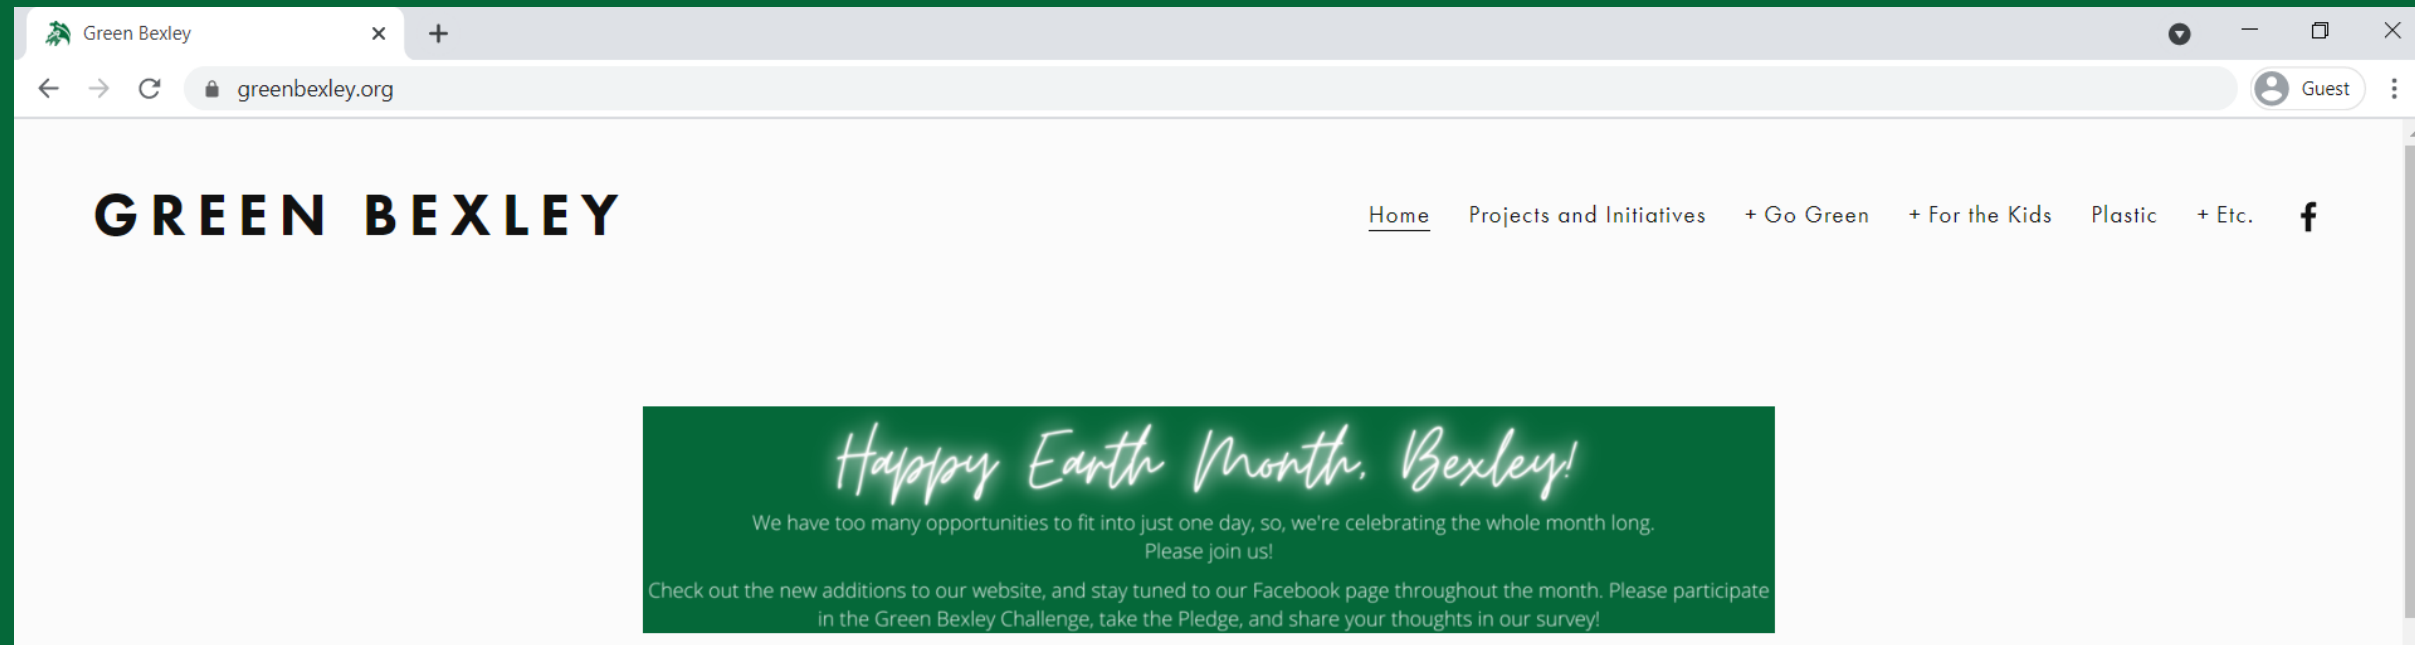 Green Bexley
greenbexley.org
Guest
GREEN BEXLEY
Home Projects and Initiatives + Go Green + For the Kids Plastic + Etc.
Happy Earth Month, Bexley!
We have too many opportunities to fit into just one day, so, we're celebrating the whole month long.
Please join us!
Check out the new additions to our website, and stay tuned to our Facebook page throughout the month. Please participate
in the Green Bexley Challenge, take the Pledge, and share your thoughts in our survey!